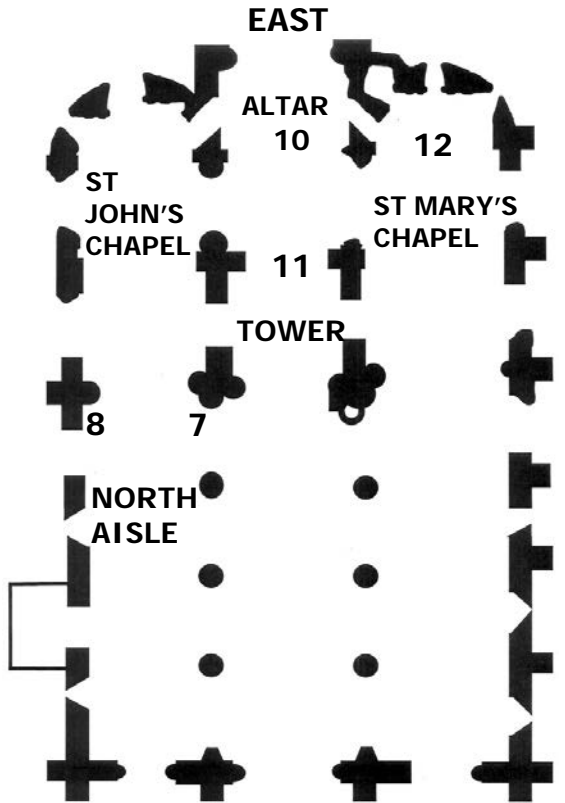 EAST
ALTAR
10
12
ST
JOHN'S
CHAPEL
ST MARY'S
CHAPEL
11
TOWER
8
7
NORTH
AISLE